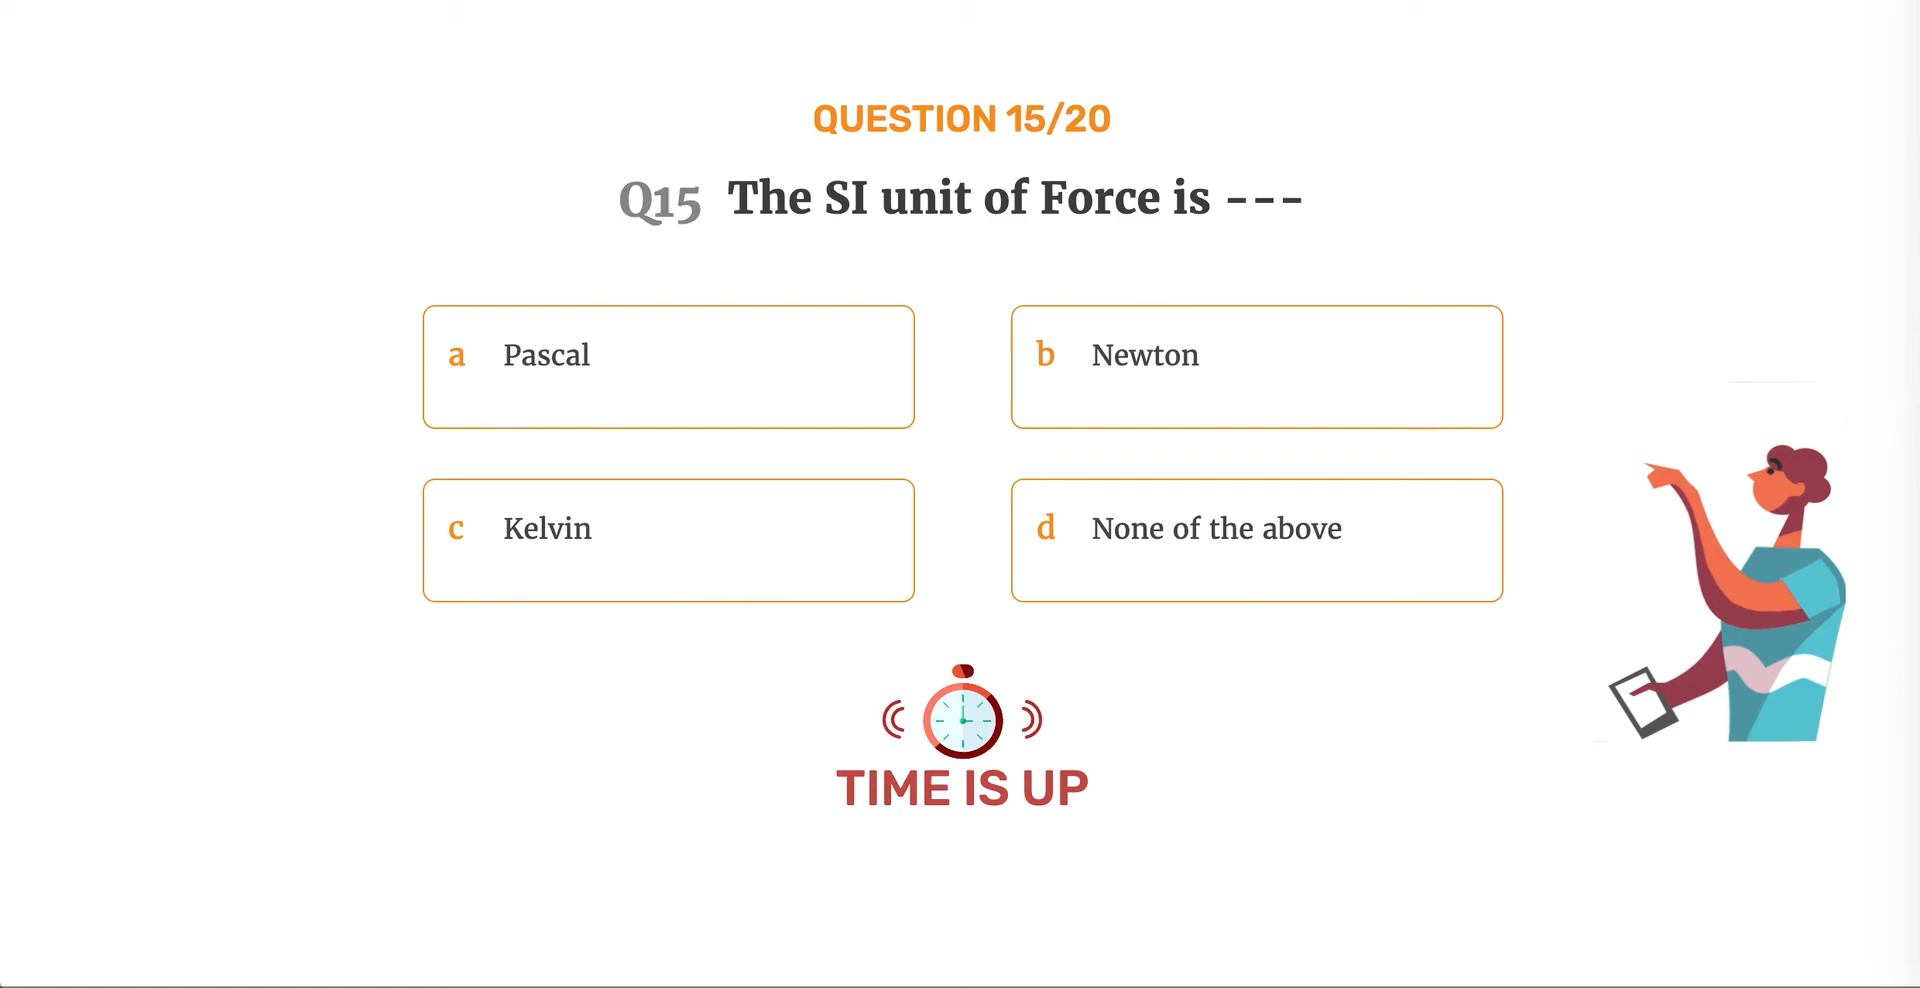 QUESTION 15/20
Q15 The SI unit of Force is ---
a Pascal
b Newton
c Kelvin
d None of the above
TIME IS UP